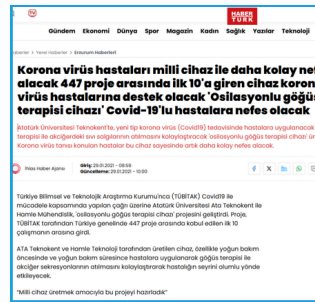 HABER
TURK
Gündem Ekonomi Dünya Spor Magazin Kadın Sağlık Yazılar Teknoloji
Haberler > Yerel Haberler > Erzurum Haberleri
Korona virüs hastaları milli cihaz ile daha kolay nef
alacak 447 proje arasında ilk 10'a giren cihaz koron
virüs hastalarına destek olacak 'Osilasyonlu göğüs
terapisi cihazı' Covid-19'lu hastalara nefes olacak
Atatürk Üniversitesi Teknokent'te, yeni tip korona virüs (Covid19) tedavisinde hastalara uygulanacak
terapisi ile akciğerdeki sıvı salgılarının atılmasını kolaylaştıracak 'osilasyonlu göğüs terapisi cihazı' ür
Korona virüs tanısı konulan hastalar bu cihaz sayesinde artık daha kolay nefes alacak.
İhlas Haber Ajansı
Giriş: 29.01.2021 - 09:59
Güncelleme: 29.01.2021 - 10:00
Türkiye Bilimsel ve Teknolojik Araştırma Kurumu'nca (TÜBİTAK) Covid19 ile
mücadele kapsamında yapılan çağrı üzerine Atatürk Üniversitesi Ata Teknokent ile
Hamle Mühendislik, 'osilasyonlu göğüs terapisi cihazı' projesini geliştirdi. Proje,
TÜBİTAK tarafından Türkiye genelinde 447 proje arasında kabul edilen ilk 10
çalışmanın arasına girdi.
ATA Teknokent ve Hamle Teknoloji tarafından üretilen cihaz, özellikle yoğun bakım
öncesinde ve yoğun bakım süresince hastalara uygulanarak göğüs terapisi ile
akciğer sekresyonlarının atılmasını kolaylaştırarak hastalığın seyrini olumlu yönde
etkileyecek.
"Milli cihaz üretmek amacıyla bu projeyi hazırladık"